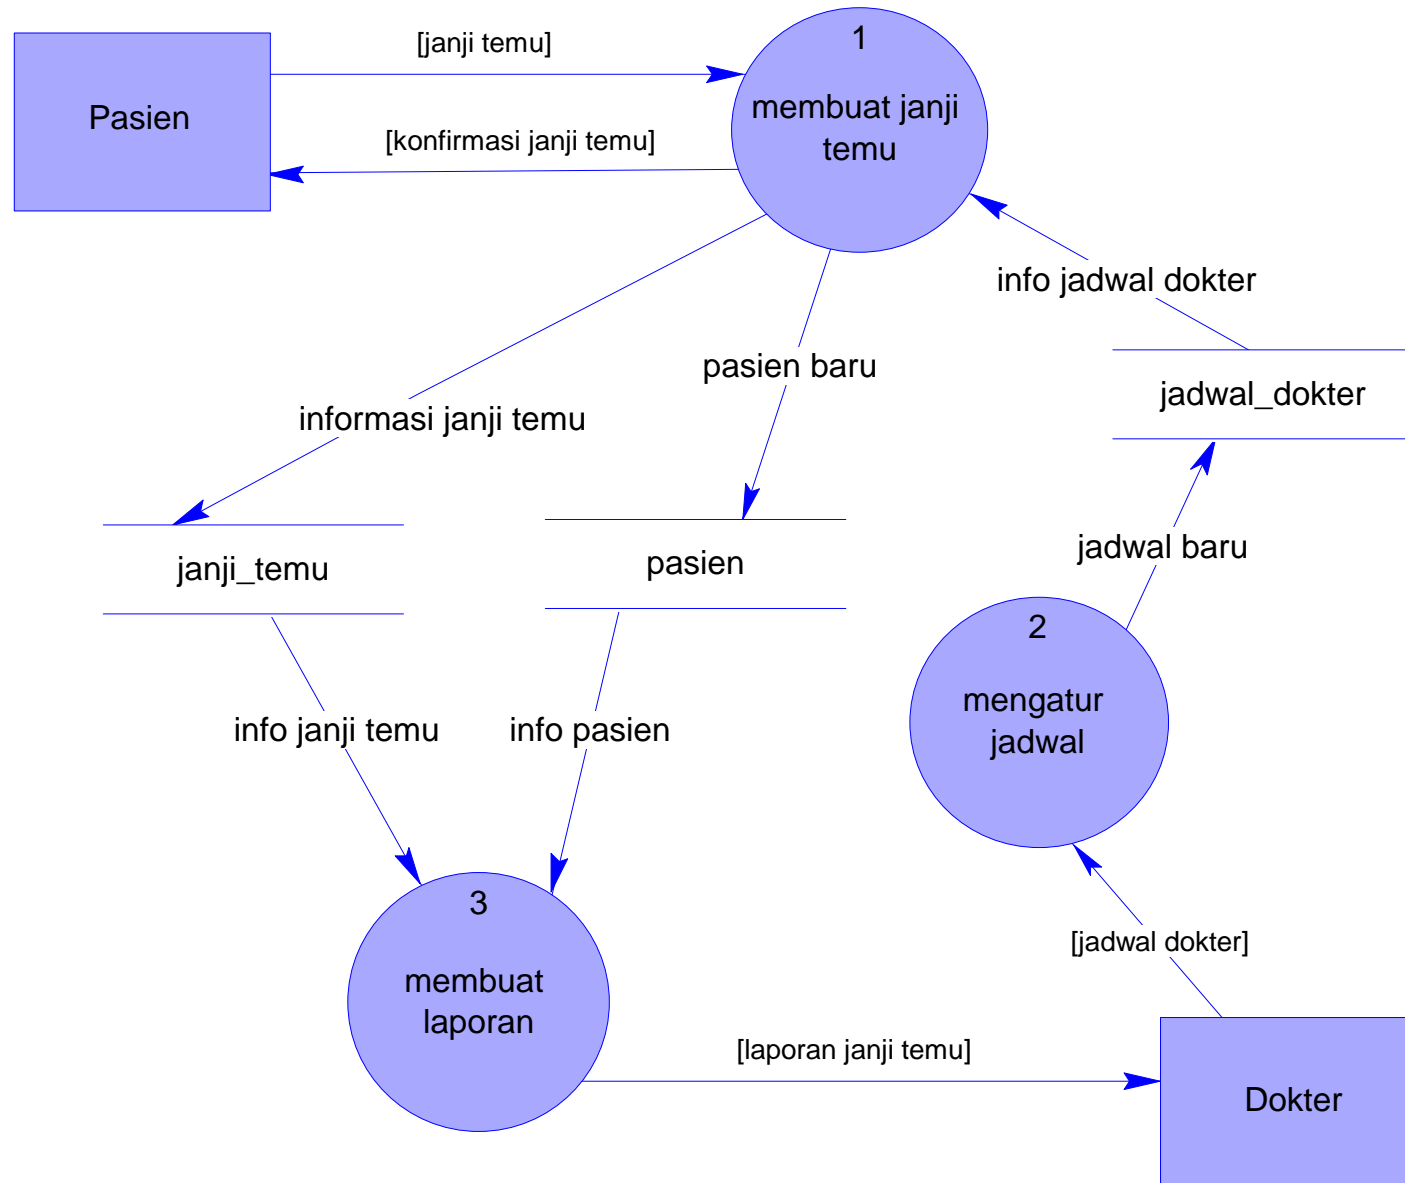 [janji temu]
1
Pasien
membuat janji
temu
[konfirmasi janji temu]
info jadwal dokter
pasien baru
jadwal_dokter
informasi janji temu
jadwal baru
janji_temu
pasien
2
mengatur
jadwal
info janji temu
info pasien
3
membuat
laporan
[jadwal dokter]
[laporan janji temu]
Dokter